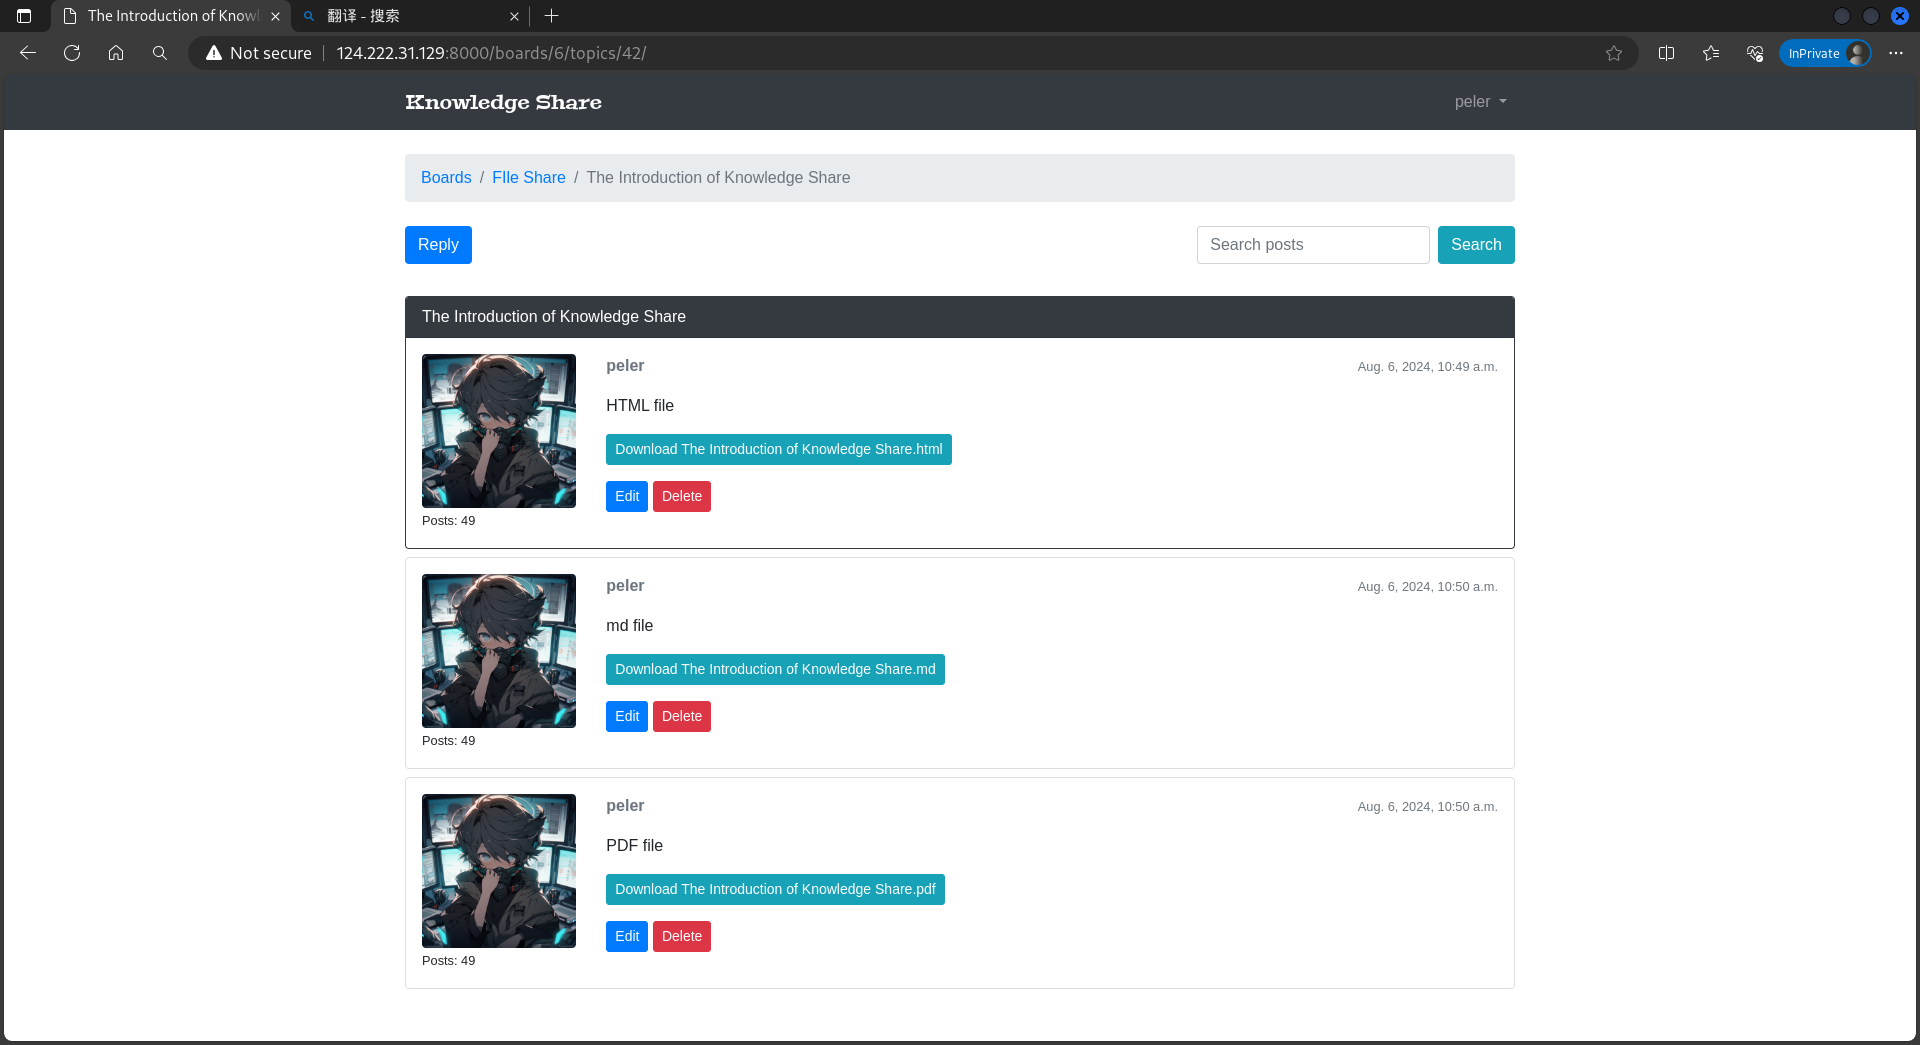 The Introduction of Knowl
翻译 - 搜索
Not secure
124.222.31.129:8000/boards/6/topics/42/
InPrivate
Knowledge Share
peler
Boards / FIle Share / The Introduction of Knowledge Share
Reply
Search posts
Search
The Introduction of Knowledge Share
peler
Aug. 6, 2024, 10:49 a.m.
HTML file
Download The Introduction of Knowledge Share.html
Edit
Delete
Posts: 49
peler
Aug. 6, 2024, 10:50 a.m.
md file
Download The Introduction of Knowledge Share.md
Edit
Delete
Posts: 49
peler
Aug. 6, 2024, 10:50 a.m.
PDF file
Download The Introduction of Knowledge Share.pdf
Edit
Delete
Posts: 49